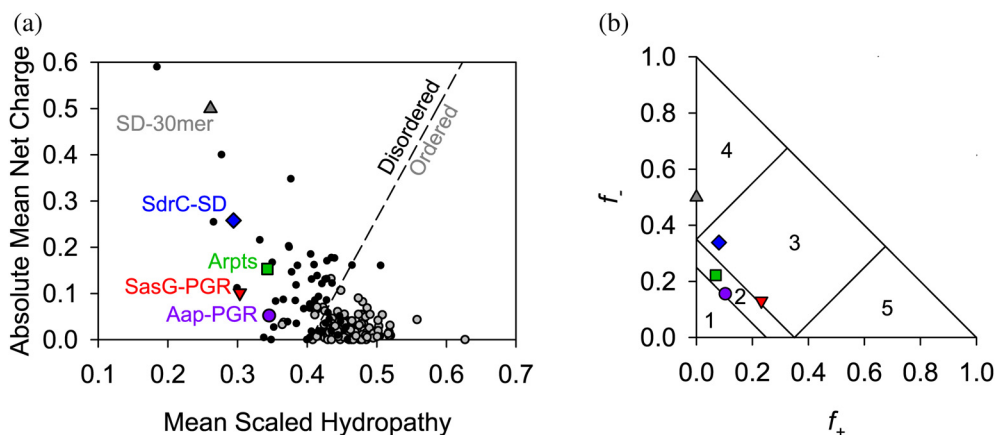 (a)
(b)
0.6
0.5
0.4
0.3
0.2
0.1
0.0
Absolute Mean Net Charge
SD-30mer
SdrC-SD
Arpts
SasG-PGR
Aap-PGR
Disordered
Ordered
0.1 0.2 0.3 0.4 0.5 0.6 0.7
Mean Scaled Hydropathy
1.0
0.8
0.6
0.4
0.2
0.0
f-
4
3
2
1
5
0.0 0.2 0.4 0.6 0.8 1.0
f+